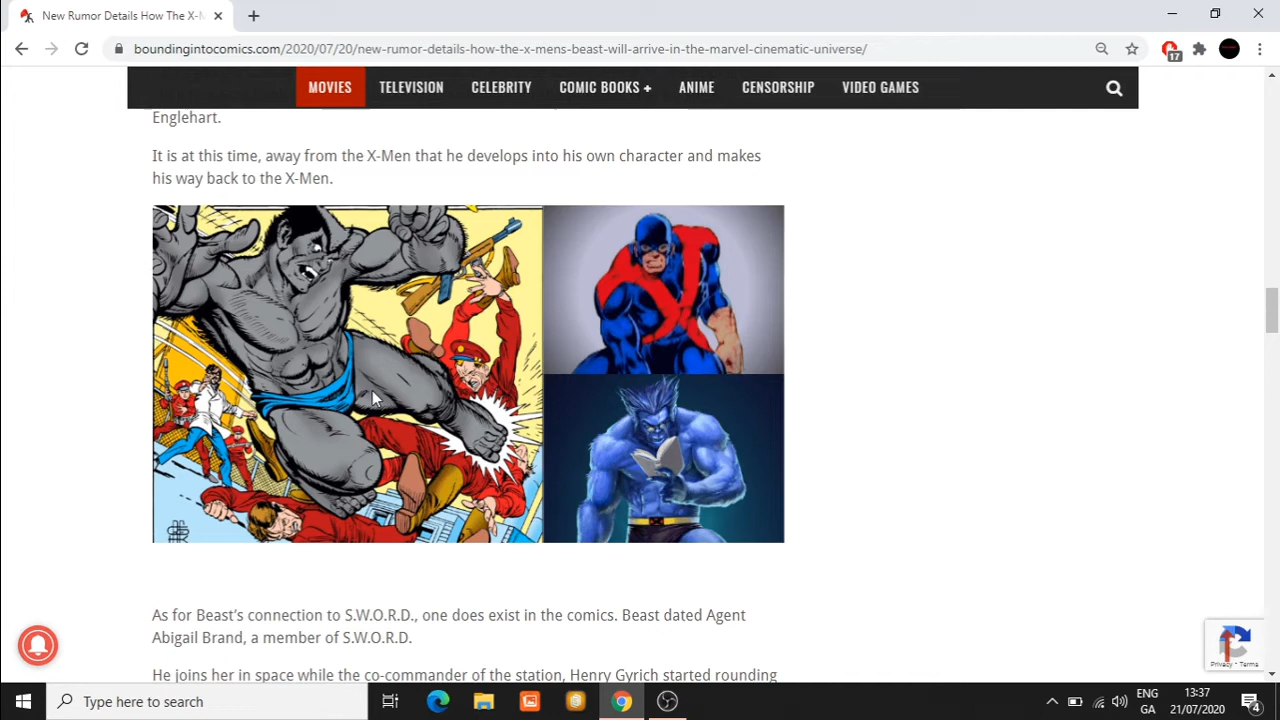 New Rumor Details How The X-M
boundingintocomics.com/2020/07/20/new-rumor-details-how-the-x-mens-beast-will-arrive-in-the-marvel-cinematic-universe/
17
MOVIES TELEVISION CELEBRITY COMIC BOOKS + ANIME CENSORSHIP VIDEO GAMES
Englehart.
It is at this time, away from the X-Men that he develops into his own character and makes
his way back to the X-Men.
As for Beast’s connection to S.W.O.R.D., one does exist in the comics. Beast dated Agent
Abigail Brand, a member of S.W.O.R.D.
He joins her in space while the co-commander of the station, Henry Gyrich started rounding
Privacy - Terms
Type here to search
ENG
GA
13:37
21/07/2020
4